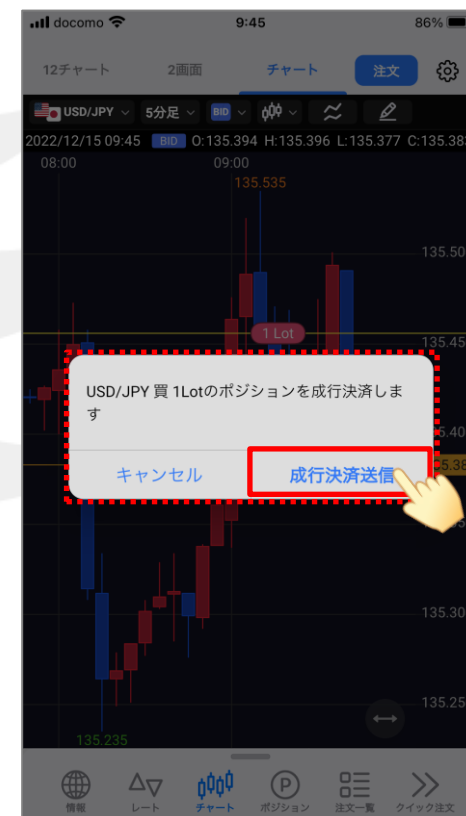 docomo 9:45 86%
12チャート 2画面 チャート 注文
USD/JPY 5分足 BID
2022/12/15 09:45 BID O:135.394 H:135.396 L:135.377 C:135.383
08:00 09:00
135.535
135.50
1 Lot
135.45
USD/JPY 買 1Lotのポジションを成行決済しま
す
5.40
5.38
キャンセル 成行決済送信
135.30
135.25
135.235
情報 レート チャート ポジション 注文一覧 クイック注文